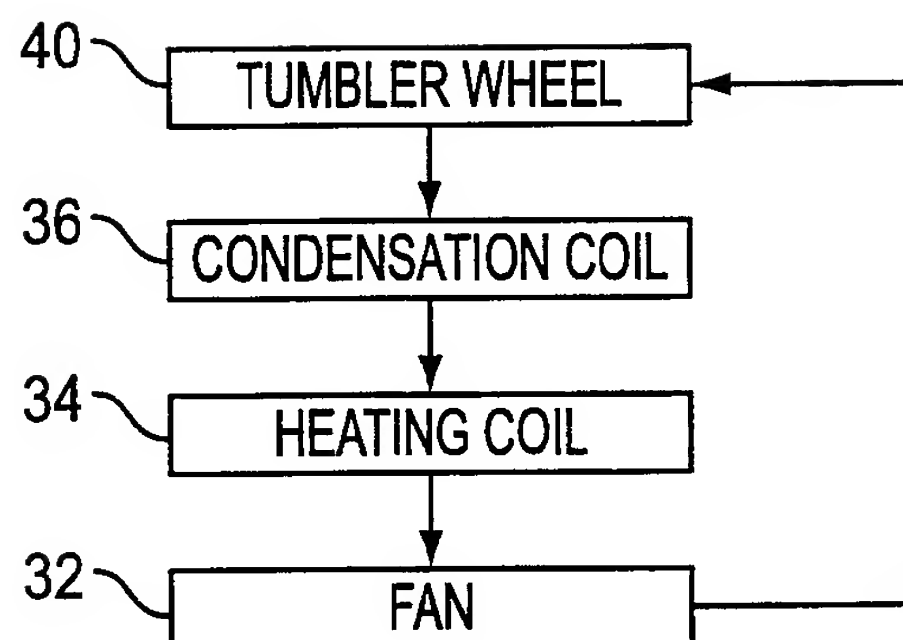 40
TUMBLER WHEEL
36
CONDENSATION COIL
34
HEATING COIL
32
FAN